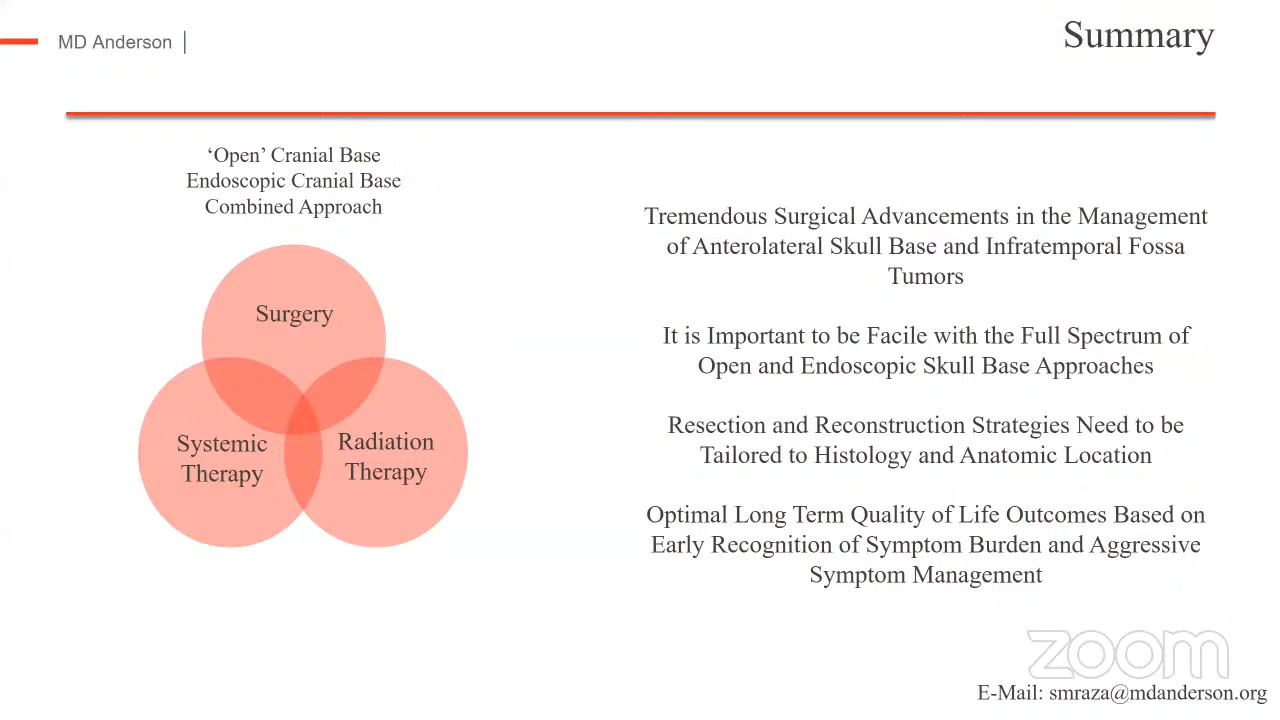 MD Anderson
Summary
‘Open’ Cranial Base
Endoscopic Cranial Base
Combined Approach
Surgery
Systemic
Therapy
Radiation
Therapy
Tremendous Surgical Advancements in the Management
of Anterolateral Skull Base and Infratemporal Fossa
Tumors
It is Important to be Facile with the Full Spectrum of
Open and Endoscopic Skull Base Approaches
Resection and Reconstruction Strategies Need to be
Tailored to Histology and Anatomic Location
Optimal Long Term Quality of Life Outcomes Based on
Early Recognition of Symptom Burden and Aggressive
Symptom Management
zoom
E-Mail: smraza@mdanderson.org